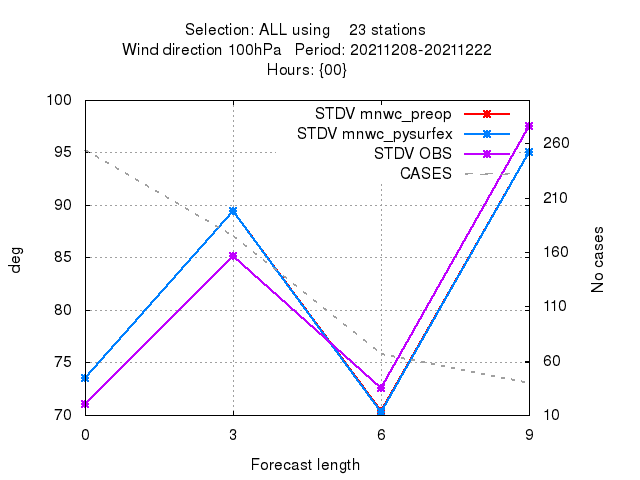 Selection: ALL using 23 stations
Wind direction 100hPa Period: 20211208-20211222
Hours: {00}
100
95
90
85
80
75
70
deg
STDV mnwc_preop
STDV mnwc_pysurfex
STDV OBS
CASES
260
210
160
110
60
10
No cases
0 3 6 9
Forecast length